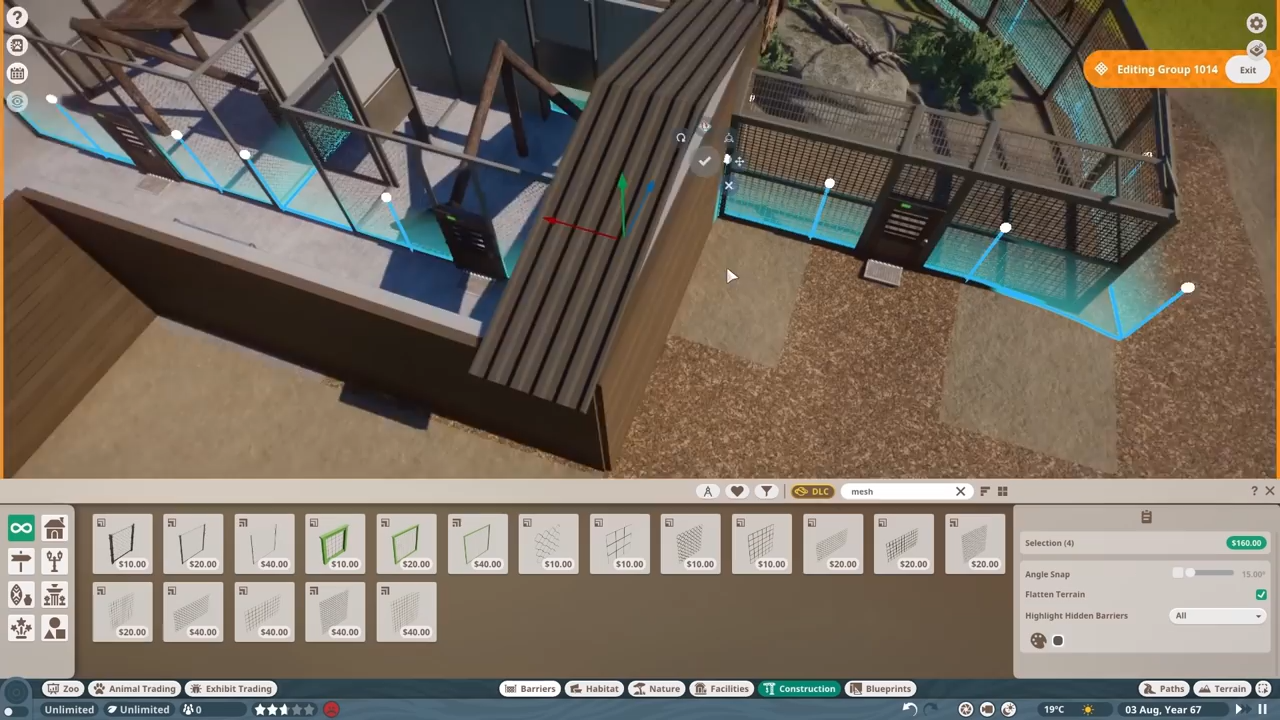 ?
Editing Group 1014
Exit
DLC
mesh
? X
$10.00
$20.00
$40.00
$10.00
$20.00
$40.00
$10.00
$10.00
$10.00
$10.00
$20.00
$20.00
$20.00
$20.00
$40.00
$40.00
$40.00
$40.00
Selection (4)
$160.00
Angle Snap
15.00°
Flatten Terrain
Highlight Hidden Barriers
All
Zoo
Animal Trading
Exhibit Trading
Barriers
Habitat
Nature
Facilities
Construction
Blueprints
Paths
Terrain
Unlimited
Unlimited
0
19°C
03 Aug, Year 67